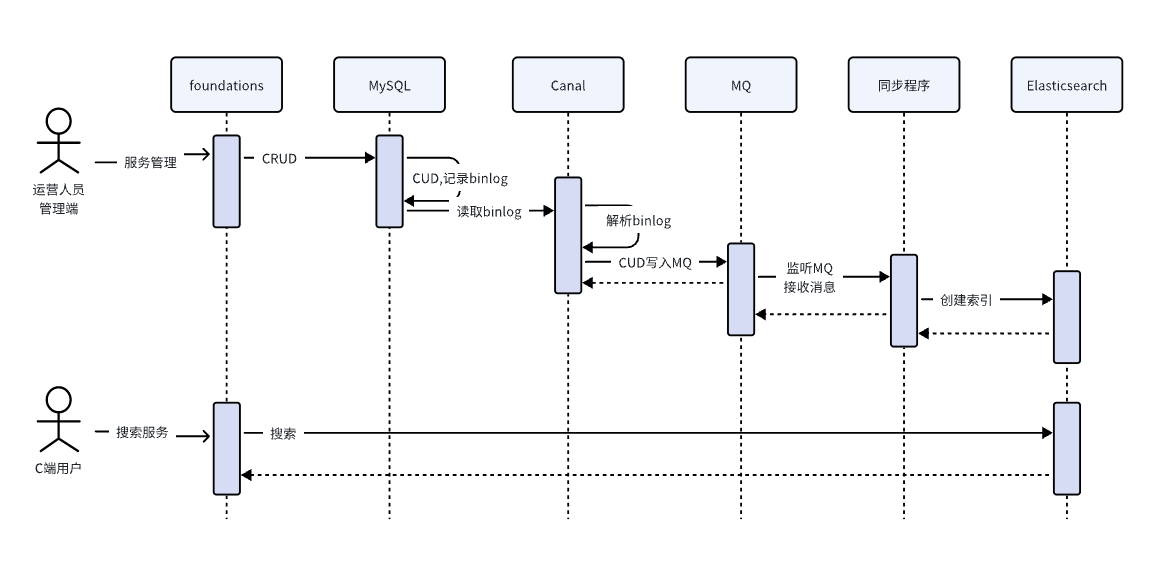 foundations
MySQL
Canal
MQ
同步程序
Elasticsearch
运营人员
管理端
服务管理
CRUD
CUD,记录binlog
读取binlog
解析binlog
CUD写入MQ
监听MQ
接收消息
创建索引
C端用户
搜索服务
搜索